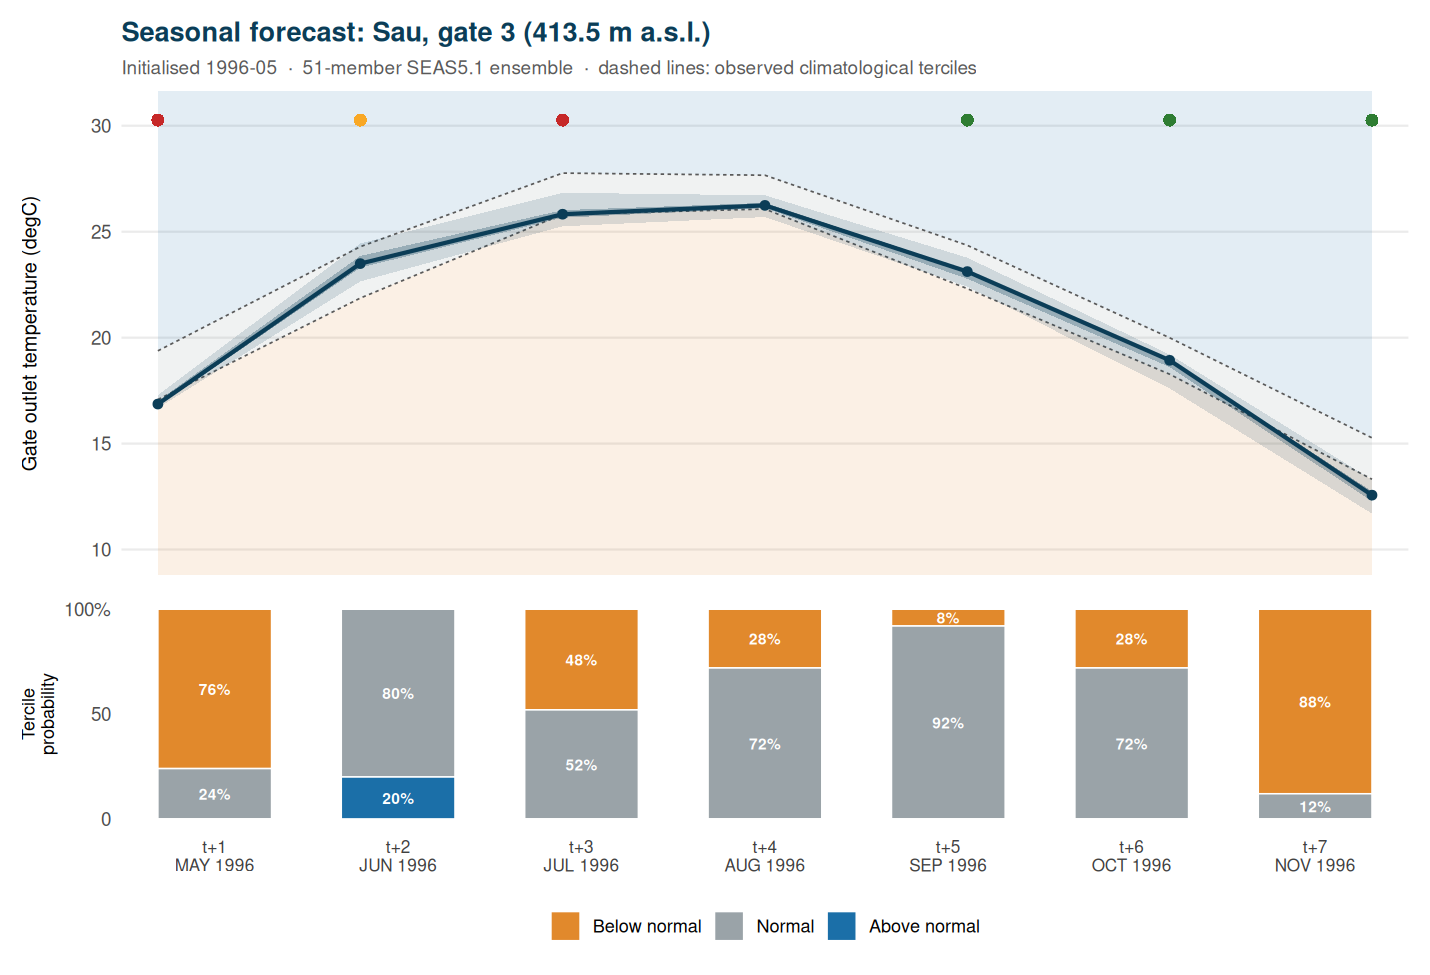 Seasonal forecast: Sau, gate 3 (413.5 m a.s.l.)
Initialised 1996-05 · 51-member SEAS5.1 ensemble · dashed lines: observed climatological terciles
Gate outlet temperature (degC)
30
25
20
15
10
Tercile
probability
100%
50
0
76%
24%
80%
20%
48%
52%
28%
72%
8%
92%
28%
72%
88%
12%
t+1
MAY 1996
t+2
JUN 1996
t+3
JUL 1996
t+4
AUG 1996
t+5
SEP 1996
t+6
OCT 1996
t+7
NOV 1996
Below normal
Normal
Above normal